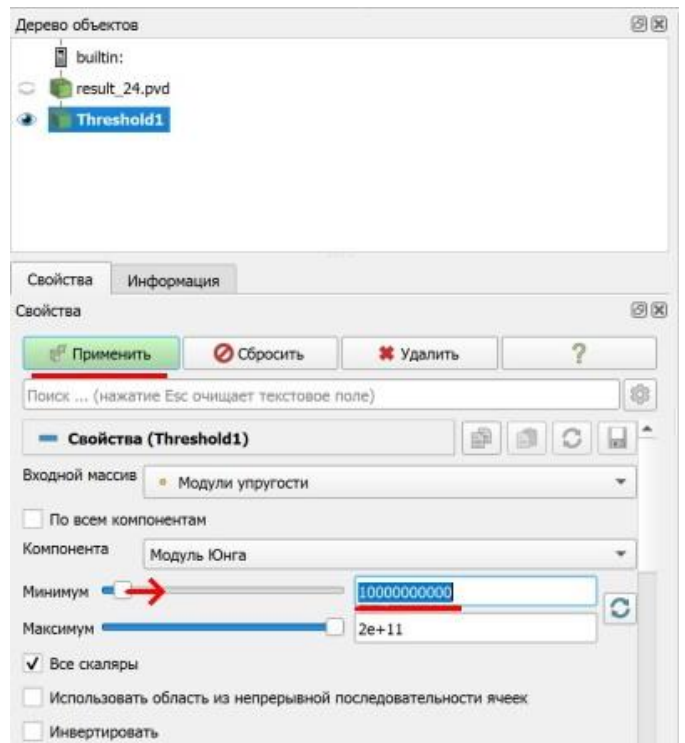 Дерево объектов
builtin:
result_24.pvd
Threshold1
Свойства Информация
Свойства
Применить Сбросить Удалить ?
Поиск ... (нажатие Esc очищает текстовое поле)
Свойства (Threshold1)
Входной массив Модули упругости
По всем компонентам
Компонента Модуль Юнга
Минимум 10000000000
Максимум 2e+11
Все скаляры
Использовать область из непрерывной последовательности ячеек
Инвертировать